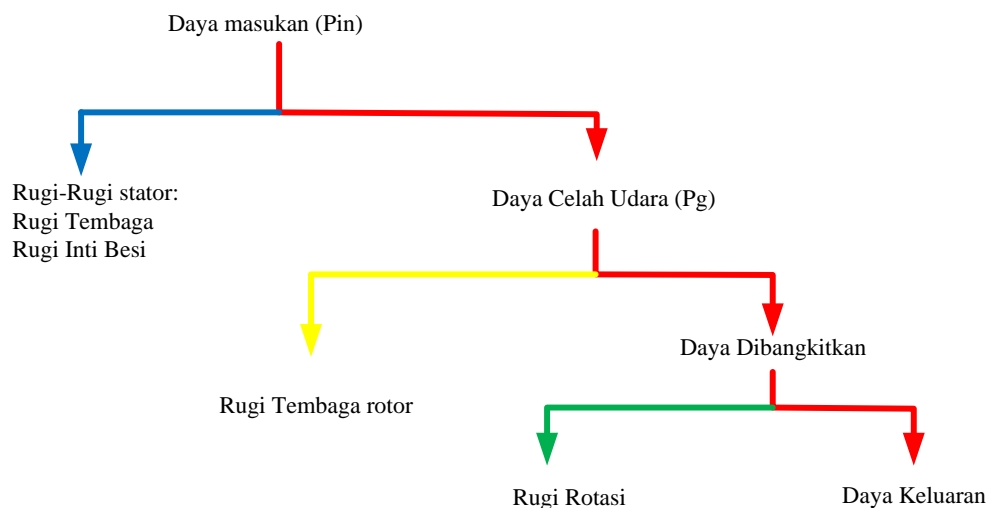 Daya masukan (Pin)
Rugi-Rugi stator:
Rugi Tembaga
Rugi Inti Besi
Daya Celah Udara (Pg)
Daya Dibangkitkan
Rugi Tembaga rotor
Rugi Rotasi
Daya Keluaran